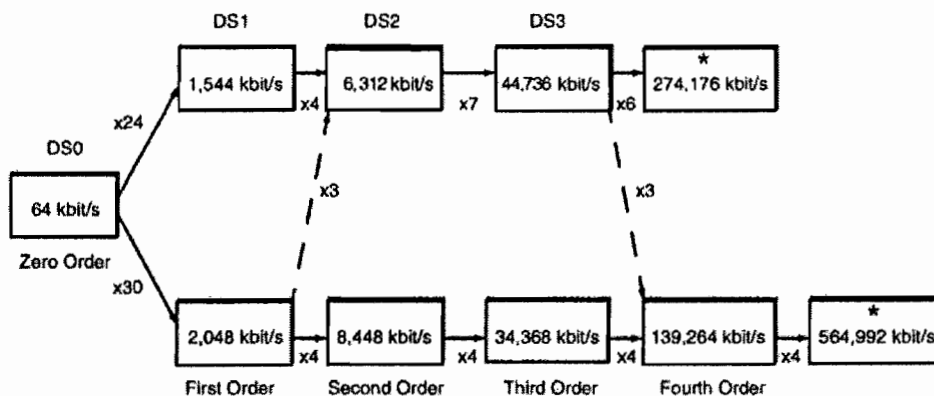 DS1 DS2 DS3
1,544 kbit/s 6,312 kbit/s 44,736 kbit/s * 274,176 kbit/s
x4 x7 x6
x24
DS0
x3 x3
64 kbit/s
Zero Order
x30
2,048 kbit/s 8,448 kbit/s 34,368 kbit/s 139,264 kbit/s * 564,992 kbit/s
x4 x4 x4 x4
First Order Second Order Third Order Fourth Order